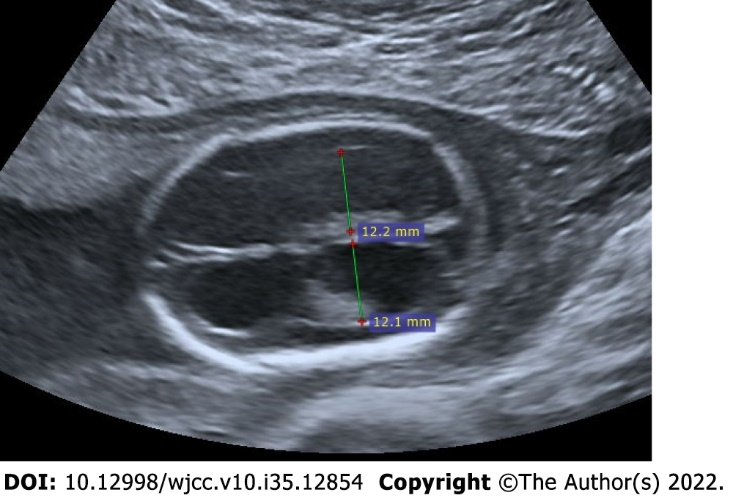 12.2 mm
12.1 mm
DOI: 10.12998/wjcc.v10.i35.12854 Copyright ©The Author(s) 2022.